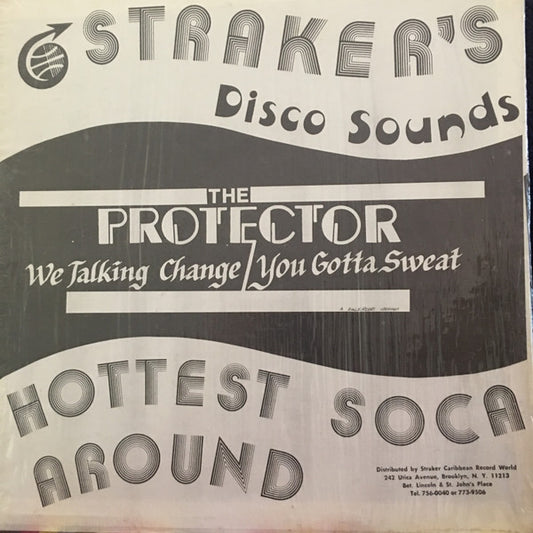 STRAKER'S
Disco Sounds
THE
PROTECTOR
We Talking Change/You Gotta Sweat
HOTTEST SOCA
AROUND
Distributed by Straker Caribbean Record World
242 Utica Avenue, Brooklyn, N. Y. 11213
Bet. Lincoln & St. John's Place
Tel. 756-0040 or 773-9506